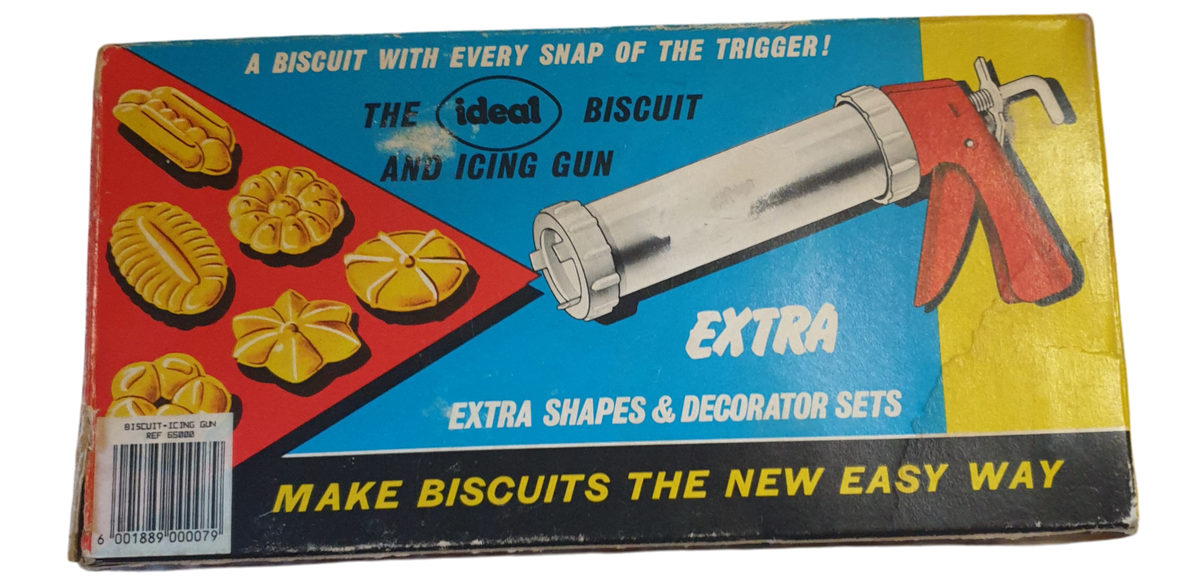 A BISCUIT WITH EVERY SNAP OF THE TRIGGER!
THE ideal BISCUIT
AND ICING GUN
EXTRA
EXTRA SHAPES & DECORATOR SETS
MAKE BISCUITS THE NEW EASY WAY
BISCUIT-ICING GUN
REF 65000
6 001889 000079